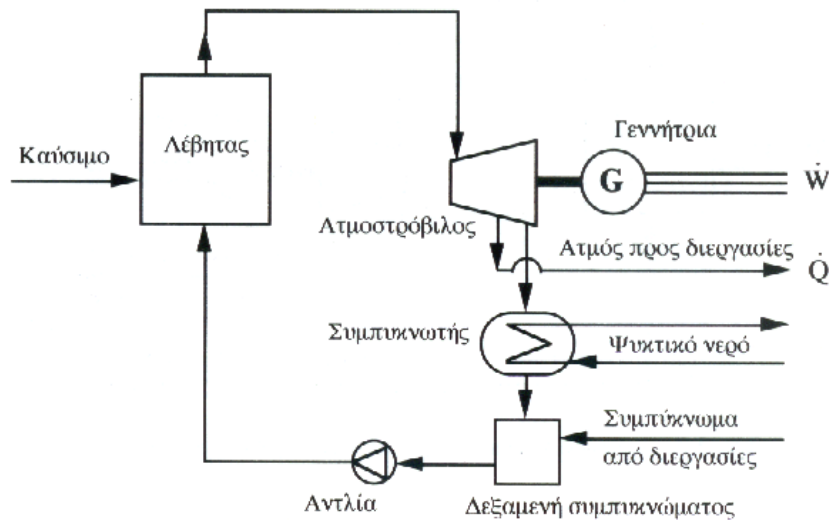 Γεννήτρια
Λέβητας
Καύσιμο
G
Ẇ
Ατμοστρόβιλος
Ατμός προς διεργασίες
Q̇
Συμπυκνωτής
Ψυκτικό νερό
Συμπύκνωμα
από διεργασίες
Αντλία
Δεξαμενή συμπυκνώματος